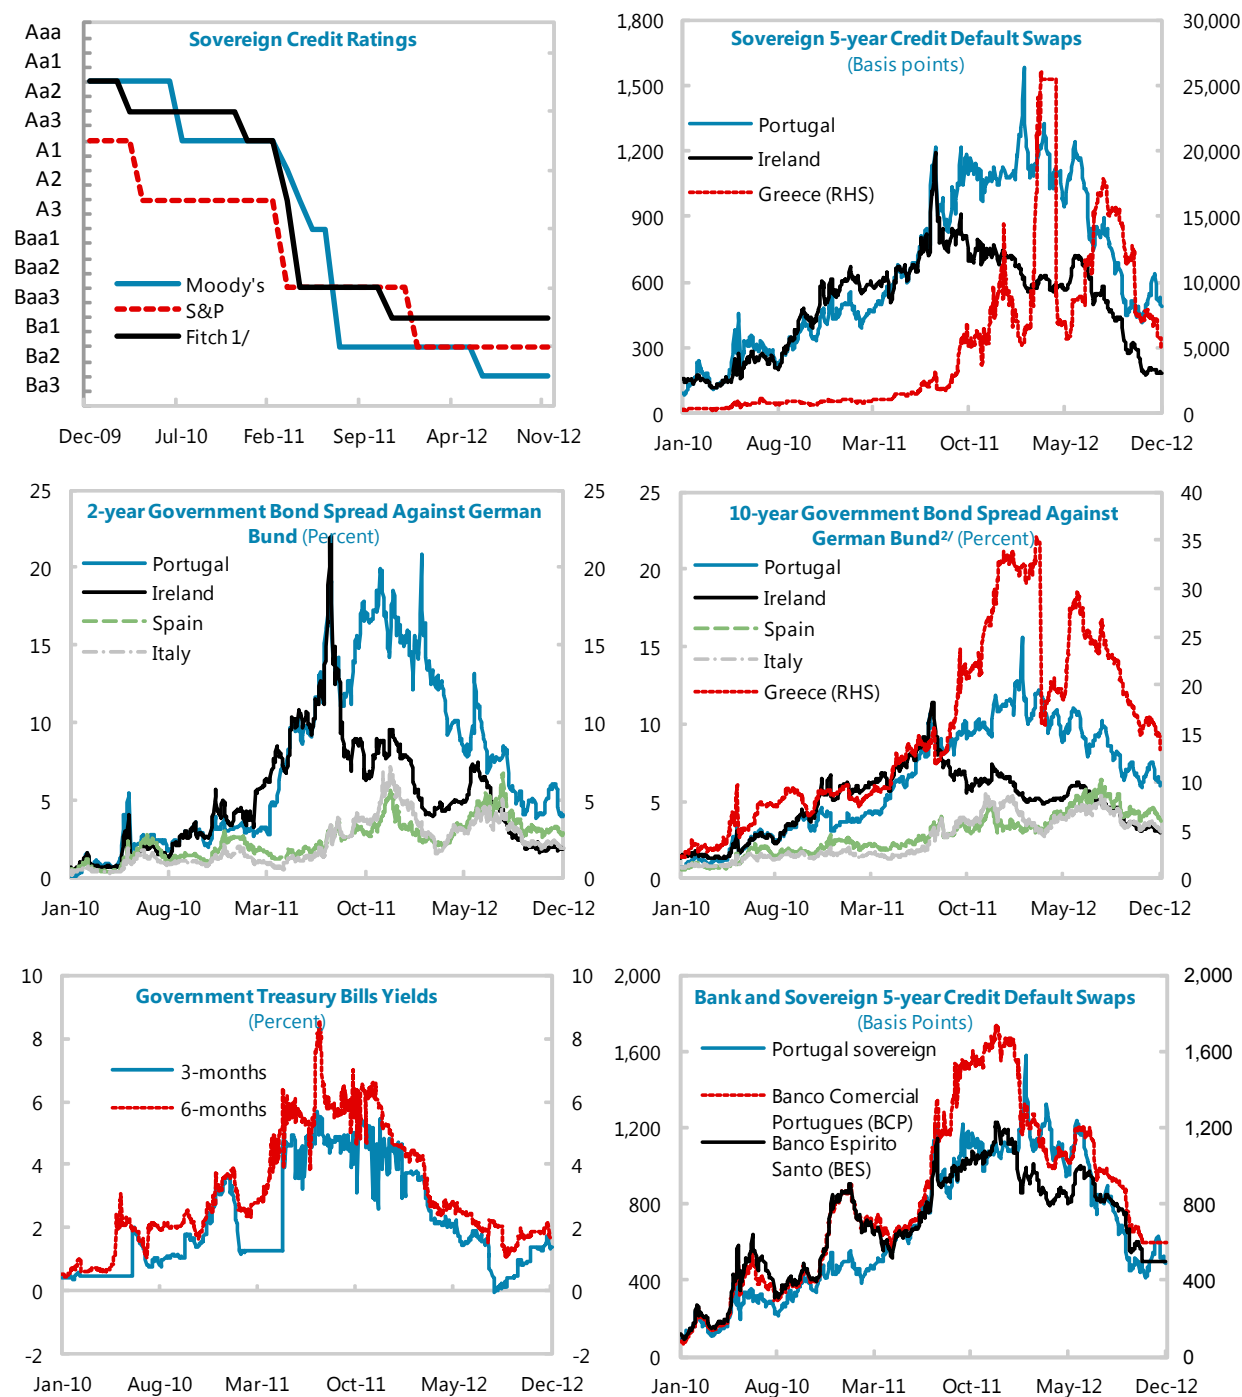 Sovereign Credit Ratings
Aaa
Aa1
Aa2
Aa3
A1
A2
A3
Baa1
Baa2
Baa3
Ba1
Ba2
Ba3
Moody's
S&P
Fitch 1/
Dec-09 Jul-10 Feb-11 Sep-11 Apr-12 Nov-12
Sovereign 5-year Credit Default Swaps
(Basis points)
1,800 30,000
1,500 25,000
1,200 20,000
900 15,000
600 10,000
300 5,000
0 0
Portugal
Ireland
Greece (RHS)
Jan-10 Aug-10 Mar-11 Oct-11 May-12 Dec-12
2-year Government Bond Spread Against German
Bund (Percent)
25 25
20 20
15 15
10 10
5 5
0 0
Portugal
Ireland
Spain
Italy
Jan-10 Aug-10 Mar-11 Oct-11 May-12 Dec-12
10-year Government Bond Spread Against
German Bund²/ (Percent)
25
20
15
10
5
0
40
35
30
25
20
15
10
5
0
Portugal
Ireland
Spain
Italy
Greece (RHS)
Jan-10 Aug-10 Mar-11 Oct-11 May-12 Dec-12
Government Treasury Bills Yields
(Percent)
10 10
8 8
6 6
4 4
2 2
0 0
-2 -2
3-months
6-months
Jan-10 Aug-10 Mar-11 Oct-11 May-12 Dec-12
Bank and Sovereign 5-year Credit Default Swaps
(Basis Points)
2,000 2,000
1,600 1,600
1,200 1,200
800 800
400 400
0 0
Portugal sovereign
Banco Comercial
Portugues (BCP)
Banco Espirito
Santo (BES)
Jan-10 Aug-10 Mar-11 Oct-11 May-12 Dec-12